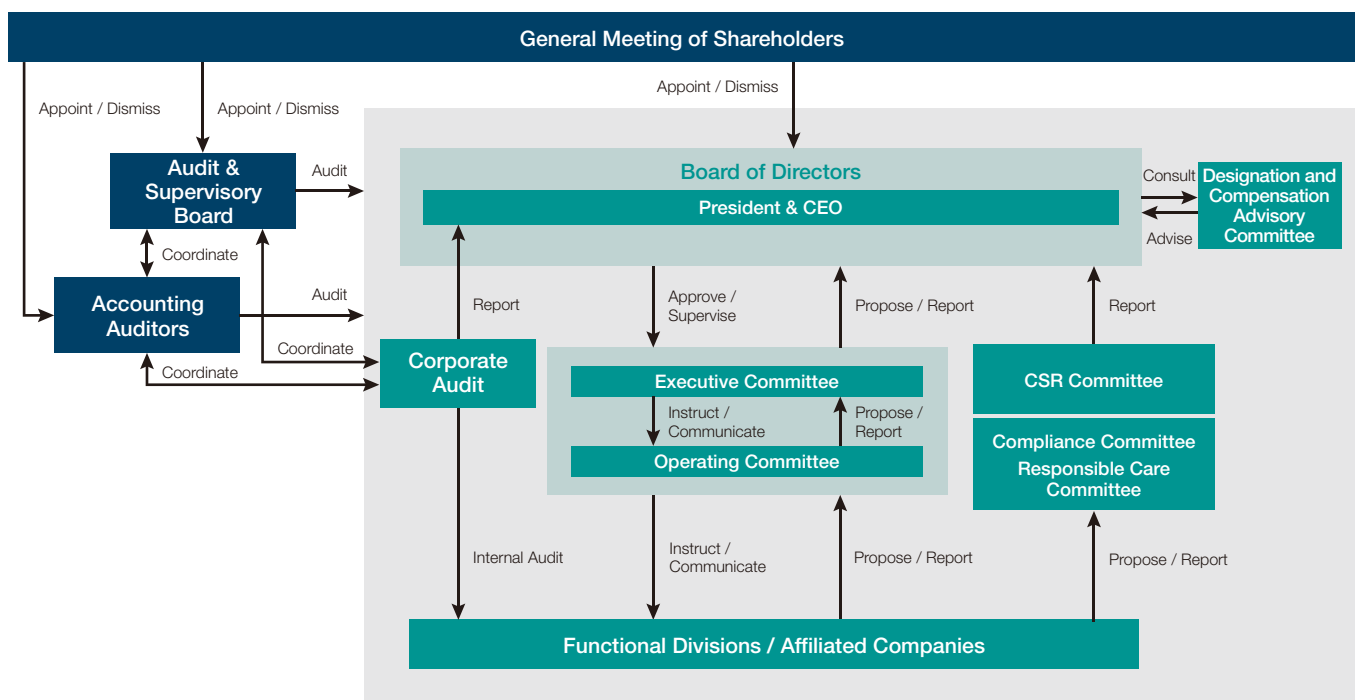 General Meeting of Shareholders
Appoint / Dismiss
Appoint / Dismiss
Appoint / Dismiss
Audit &
Supervisory
Board
Audit
Board of Directors
President & CEO
Consult
Advise
Designation and
Compensation
Advisory
Committee
Coordinate
Accounting
Auditors
Audit
Coordinate
Coordinate
Report
Corporate
Audit
Approve /
Supervise
Propose / Report
Report
Executive Committee
Instruct /
Communicate
Propose /
Report
Operating Committee
CSR Committee
Compliance Committee
Responsible Care
Committee
Internal Audit
Instruct /
Communicate
Propose / Report
Propose / Report
Functional Divisions / Affiliated Companies